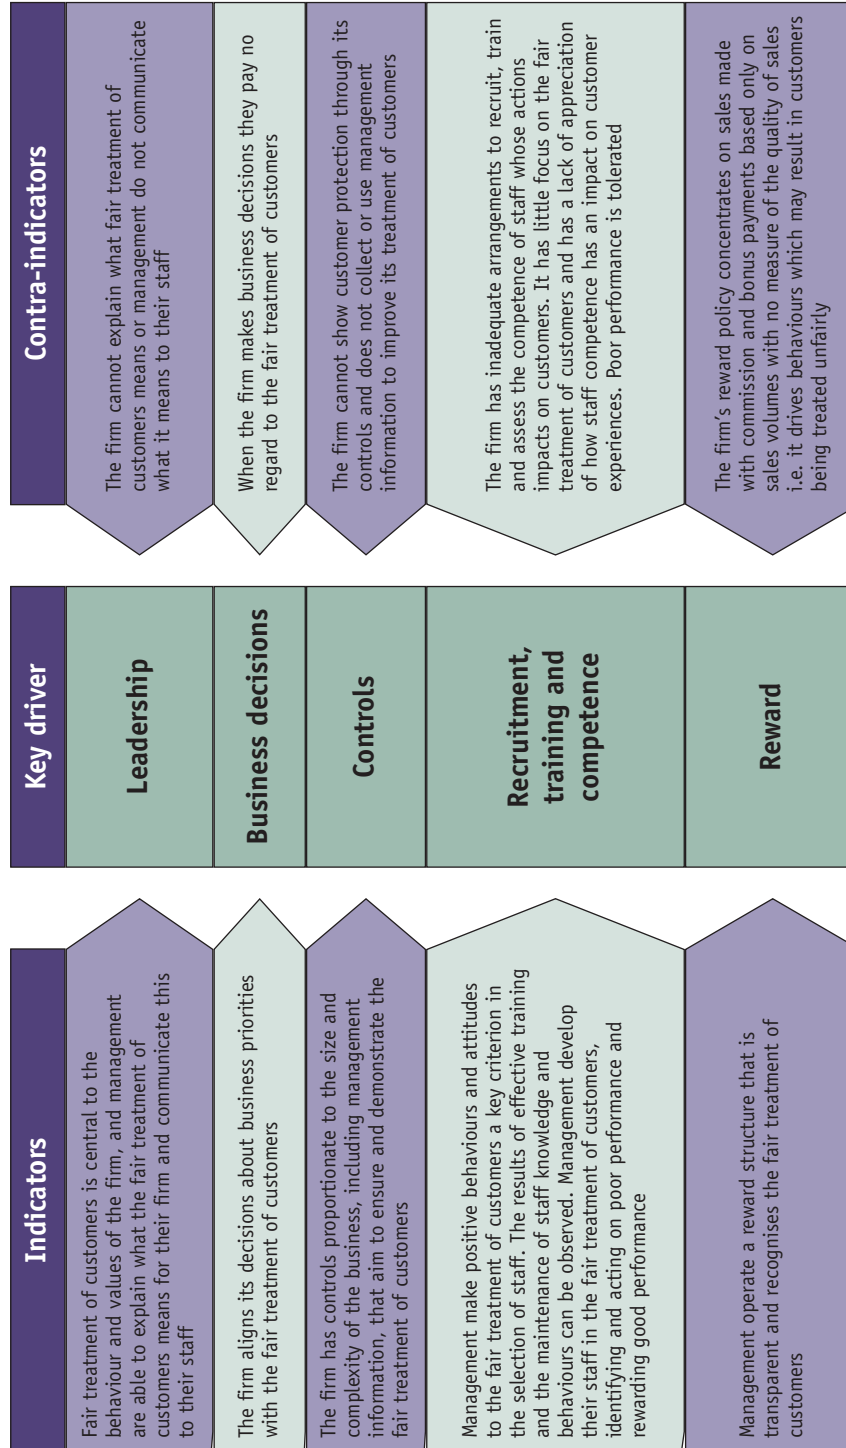 Indicators
Key driver
Contra-indicators
Fair treatment of customers is central to the
behaviour and values of the firm, and management
are able to explain what the fair treatment of
customers means for their firm and communicate this
to their staff
Leadership
The firm cannot explain what fair treatment of
customers means or management do not communicate
what it means to their staff
The firm aligns its decisions about business priorities
with the fair treatment of customers
Business decisions
When the firm makes business decisions they pay no
regard to the fair treatment of customers
The firm has controls proportionate to the size and
complexity of the business, including management
information, that aim to ensure and demonstrate the
fair treatment of customers
Controls
The firm cannot show customer protection through its
controls and does not collect or use management
information to improve its treatment of customers
Management make positive behaviours and attitudes
to the fair treatment of customers a key criterion in
the selection of staff. The results of effective training
and the maintenance of staff knowledge and
behaviours can be observed. Management develop
their staff in the fair treatment of customers,
identifying and acting on poor performance and
rewarding good performance
Recruitment,
training and
competence
The firm has inadequate arrangements to recruit, train
and assess the competence of staff whose actions
impacts on customers. It has little focus on the fair
treatment of customers and has a lack of appreciation
of how staff competence has an impact on customer
experiences. Poor performance is tolerated
Management operate a reward structure that is
transparent and recognises the fair treatment of
customers
Reward
The firm's reward policy concentrates on sales made
with commission and bonus payments based only on
sales volumes with no measure of the quality of sales
i.e. it drives behaviours which may result in customers
being treated unfairly